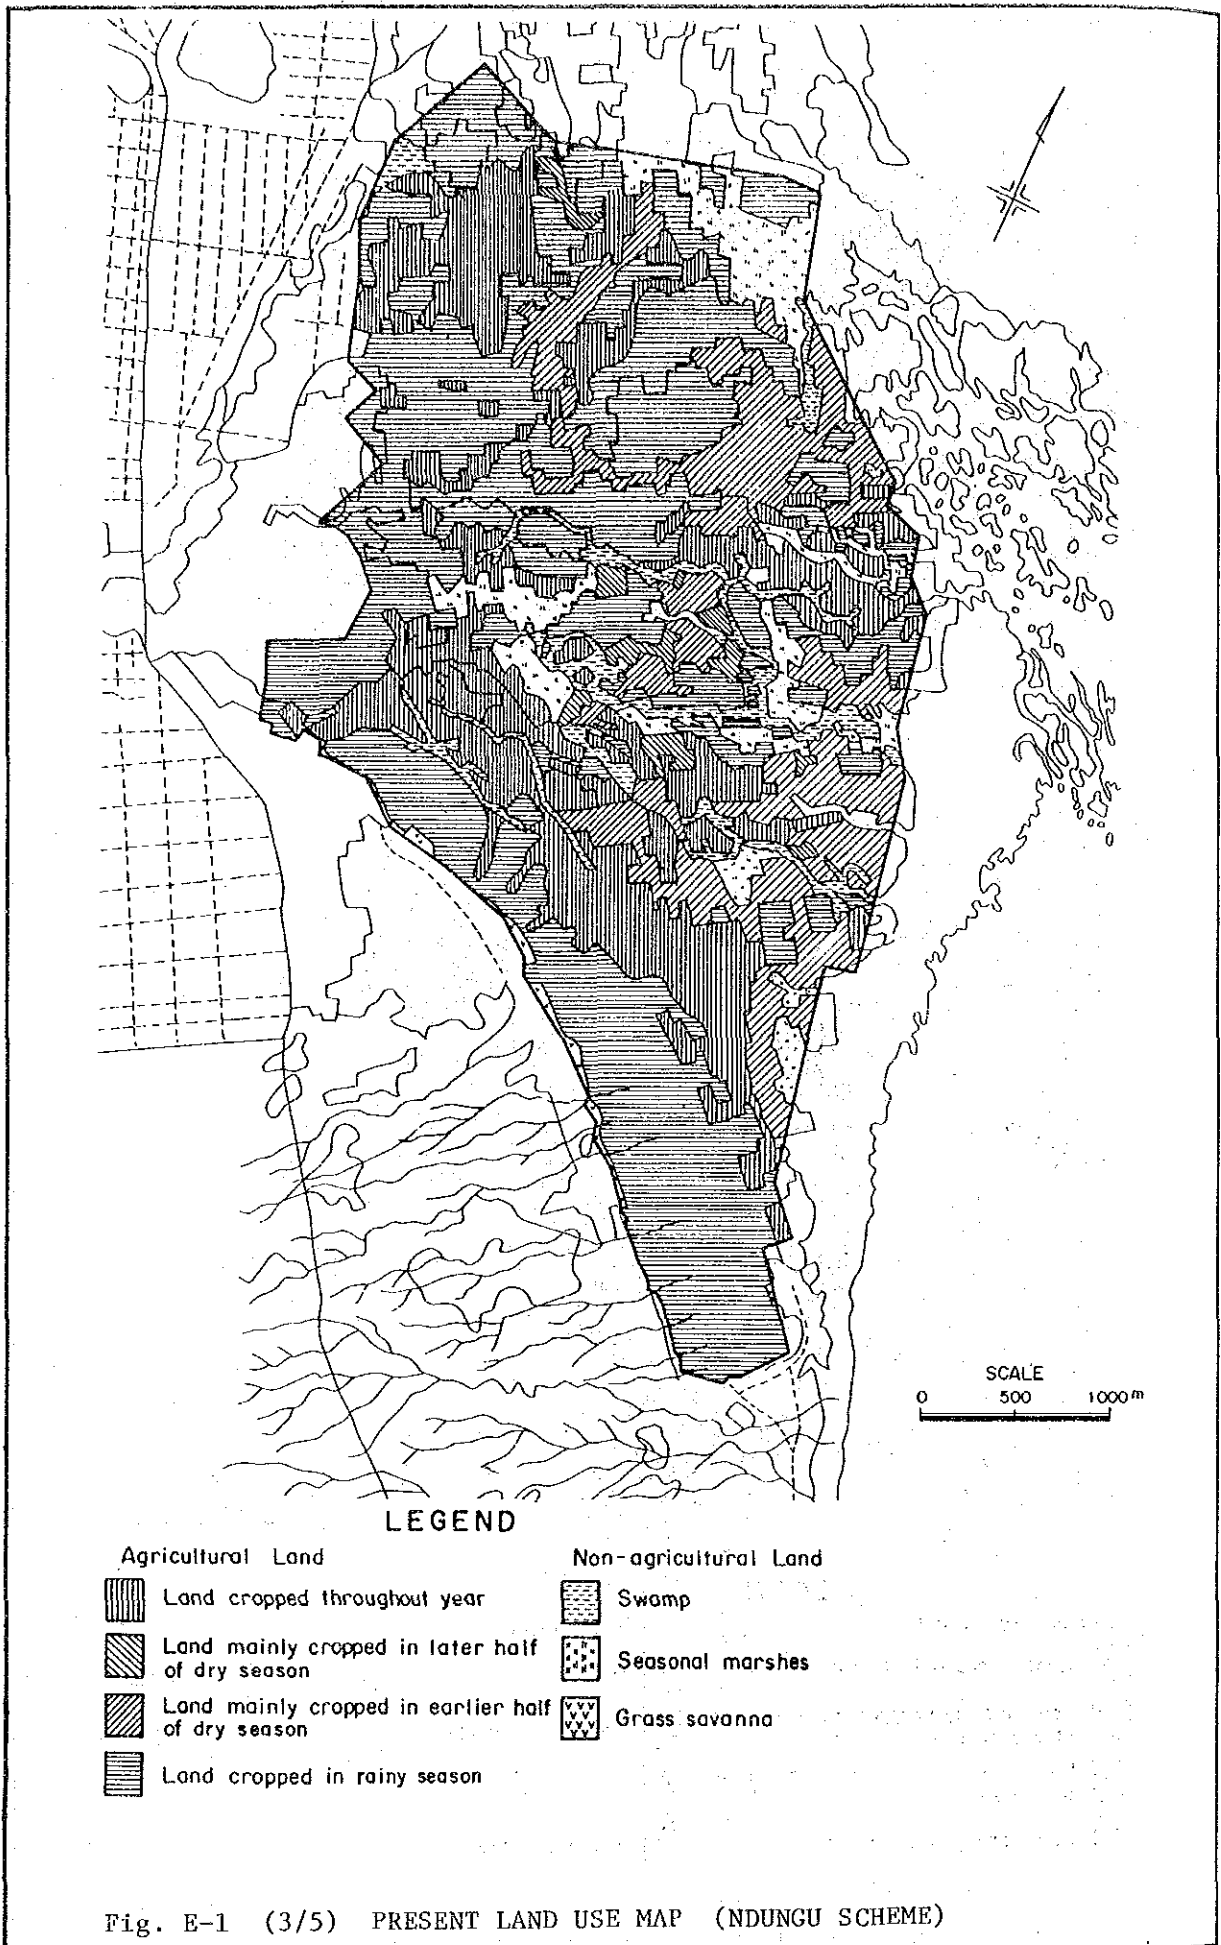 SCALE
0 500 1000m
LEGEND
Agricultural Land
Land cropped throughout year
Land mainly cropped in later half
of dry season
Land mainly cropped in earlier half
of dry season
Land cropped in rainy season
Non-agricultural Land
Swamp
Seasonal marshes
Grass savanna
Fig. E-1 (3/5) PRESENT LAND USE MAP (NDUNGU SCHEME)